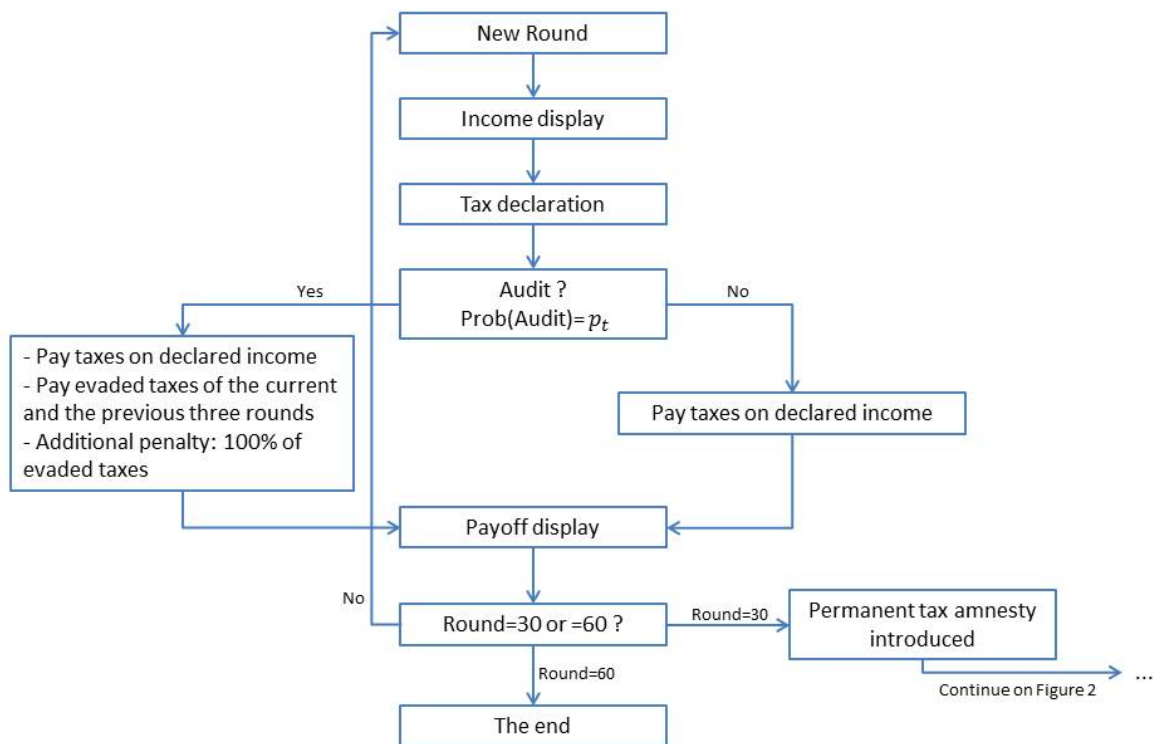 New Round
Income display
Tax declaration
Audit ?
Prob(Audit)= pₜ
Yes
No
- Pay taxes on declared income
- Pay evaded taxes of the current
and the previous three rounds
- Additional penalty: 100% of
evaded taxes
Pay taxes on declared income
Payoff display
No
Round=30 or =60 ?
Round=30
Permanent tax amnesty
introduced
Round=60
Continue on Figure 2
...
The end